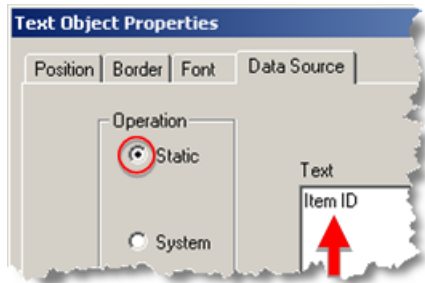 Text Object Properties
Position Border Font Data Source
Operation
Static
Text
Item ID
System